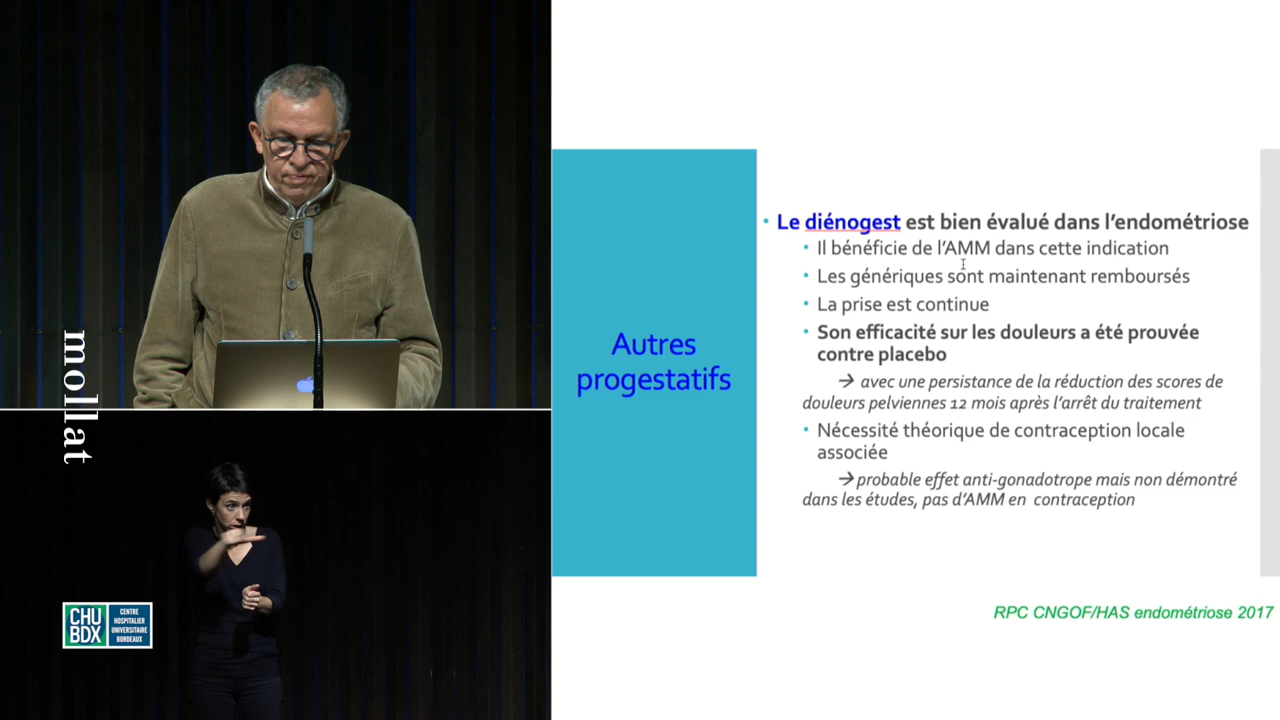 mollat
CHU
BDX
CENTRE
HOSPITALIER
UNIVERSITAIRE
BORDEAUX
Autres
progestatifs
• Le diénogest est bien évalué dans l'endométriose
• Il bénéficie de l'AMM dans cette indication
• Les génériques sont maintenant remboursés
• La prise est continue
• Son efficacité sur les douleurs a été prouvée
contre placebo
→ avec une persistance de la réduction des scores de
douleurs pelviennes 12 mois après l'arrêt du traitement
• Nécessité théorique de contraception locale
associée
→ probable effet anti-gonadotrope mais non démontré
dans les études, pas d'AMM en contraception
RPC CNGOF/HAS endométriose 2017